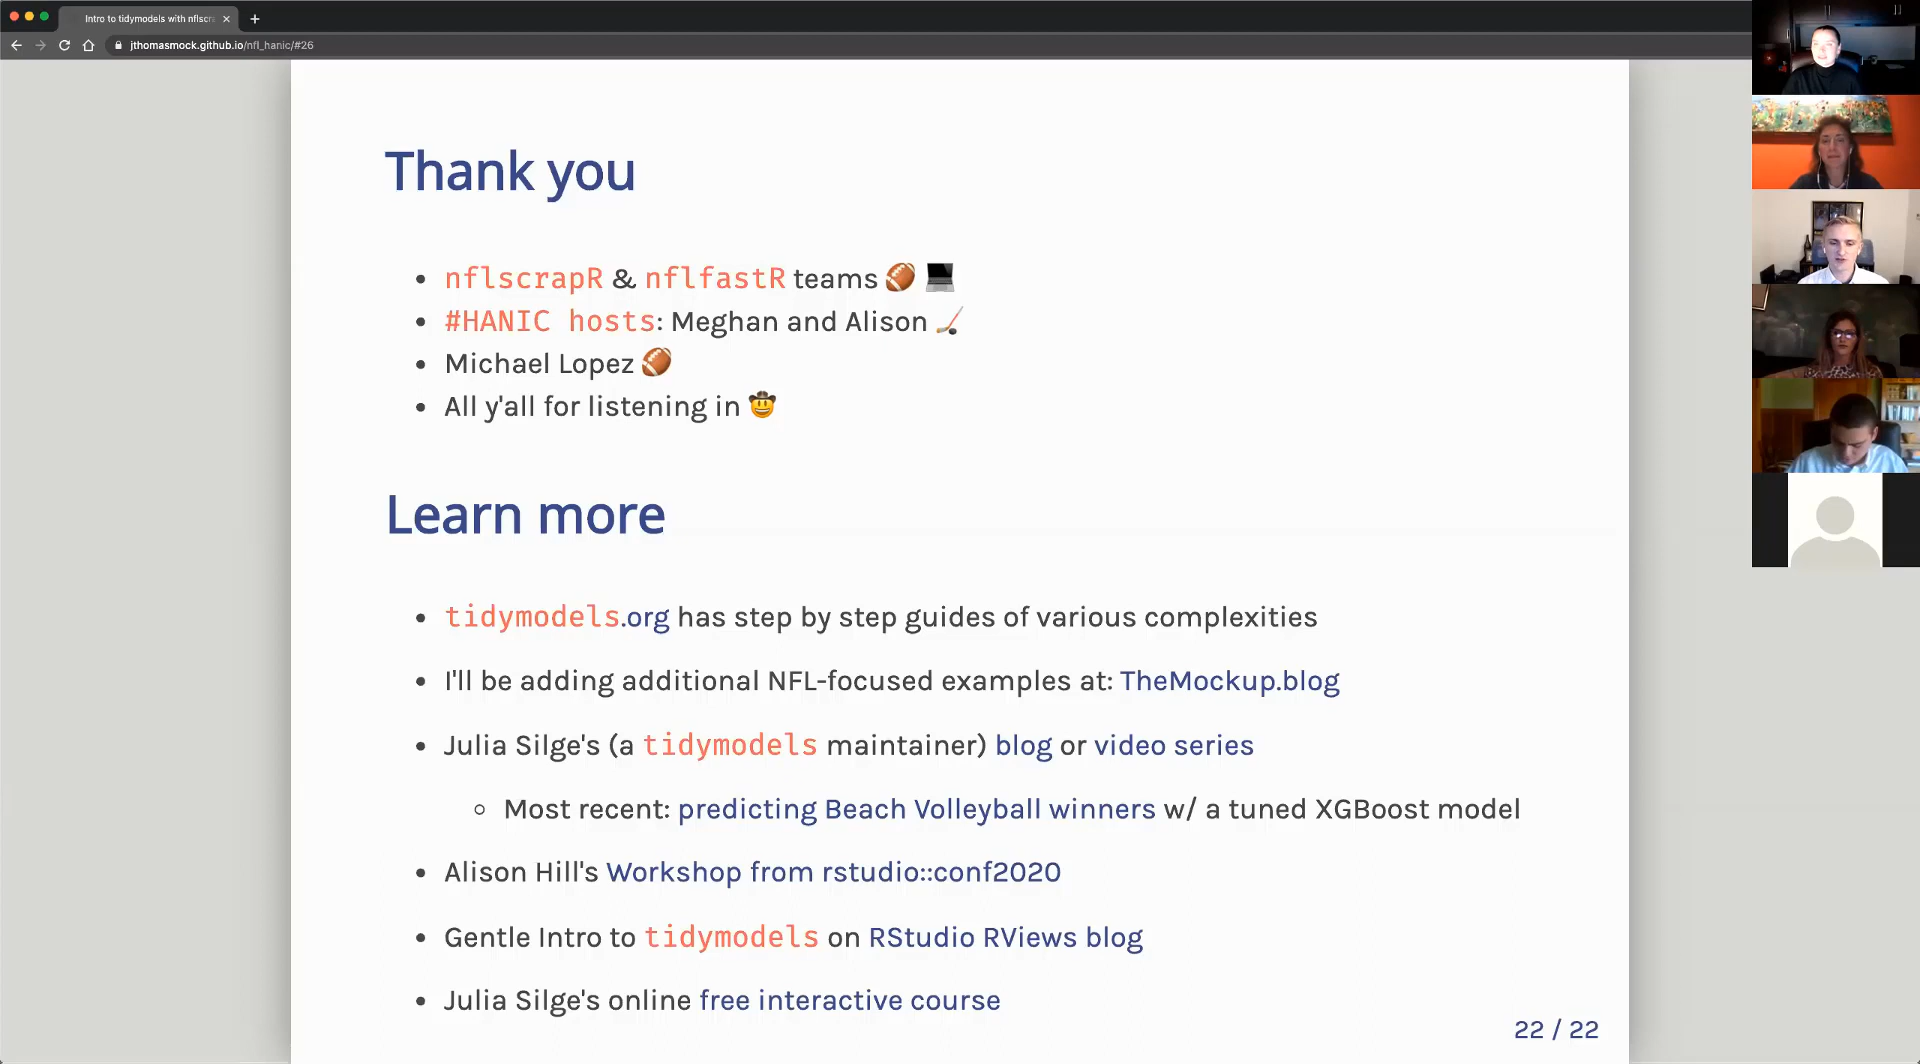 Intro to tidymodels with nflscra
jthomasmock.github.io/nfl_hanic/#26
Thank you
nflscrapR & nflfastR teams 🏈 💻
#HANIC hosts: Meghan and Alison 🏒
Michael Lopez 🏈
All y'all for listening in 🤠
Learn more
tidymodels.org has step by step guides of various complexities
I'll be adding additional NFL-focused examples at: TheMockup.blog
Julia Silge's (a tidymodels maintainer) blog or video series
Most recent: predicting Beach Volleyball winners w/ a tuned XGBoost model
Alison Hill's Workshop from rstudio::conf2020
Gentle Intro to tidymodels on RStudio RViews blog
Julia Silge's online free interactive course
22 / 22